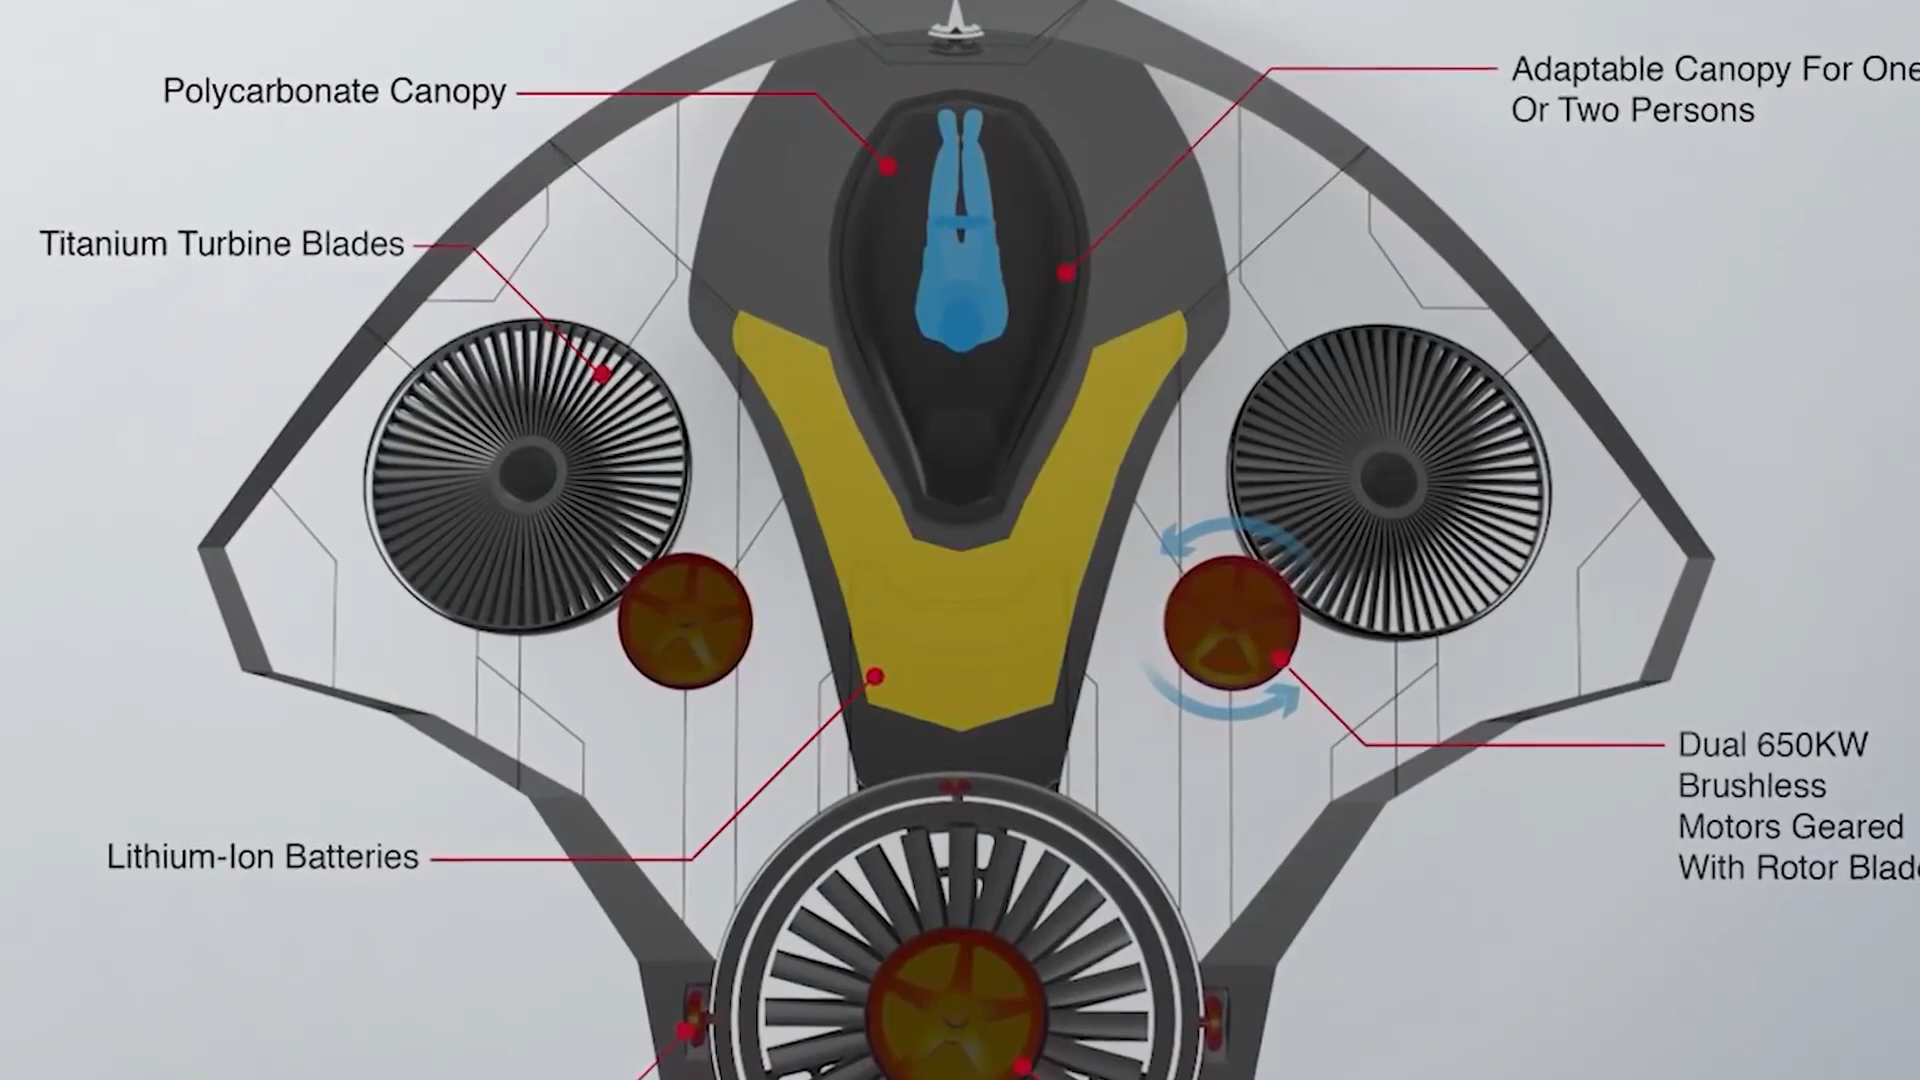 Polycarbonate Canopy
Adaptable Canopy For One
Or Two Persons
Titanium Turbine Blades
Dual 650KW
Brushless
Motors Geared
With Rotor Blade
Lithium-Ion Batteries